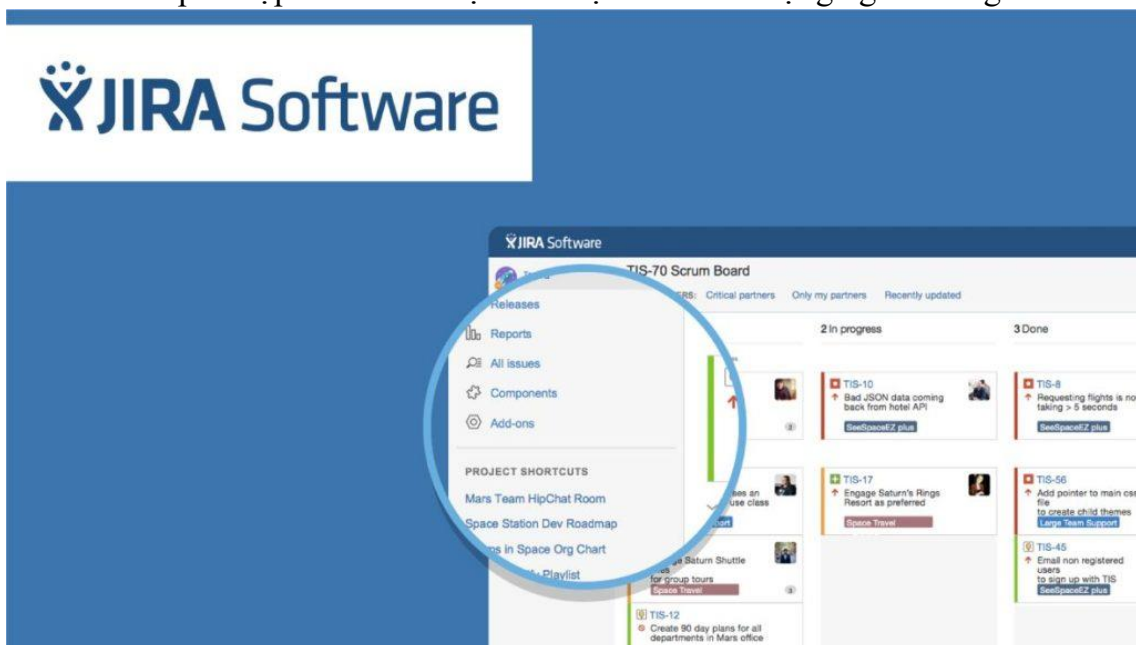 JIRA Software
JIRA Software
TIS-70 Scrum Board
Critical partners Only my partners Recently updated
Releases
Reports
All issues
Components
Add-ons
PROJECT SHORTCUTS
Mars Team HipChat Room
Space Station Dev Roadmap
in Space Org Chart
Playlist
2 In progress
3 Done
2
TIS-10
Bad JSON data coming
back from hotel API
SeeSpaceEZ plus
TIS-8
Requesting flights is
taking > 5 seconds
SeeSpaceEZ plus
an
use class
TIS-17
Engage Saturn's Rings
Resort as preferred
Space Travel
TIS-56
Add pointer to main
file
to create child themes
Large Team Support
Saturn Shuttle
for group tours
Space Travel
3
TIS-45
Email non registered
users
to sign up with TIS
SeeSpaceEZ plus
TIS-12
Create 90 day plans for all
departments in Mars office